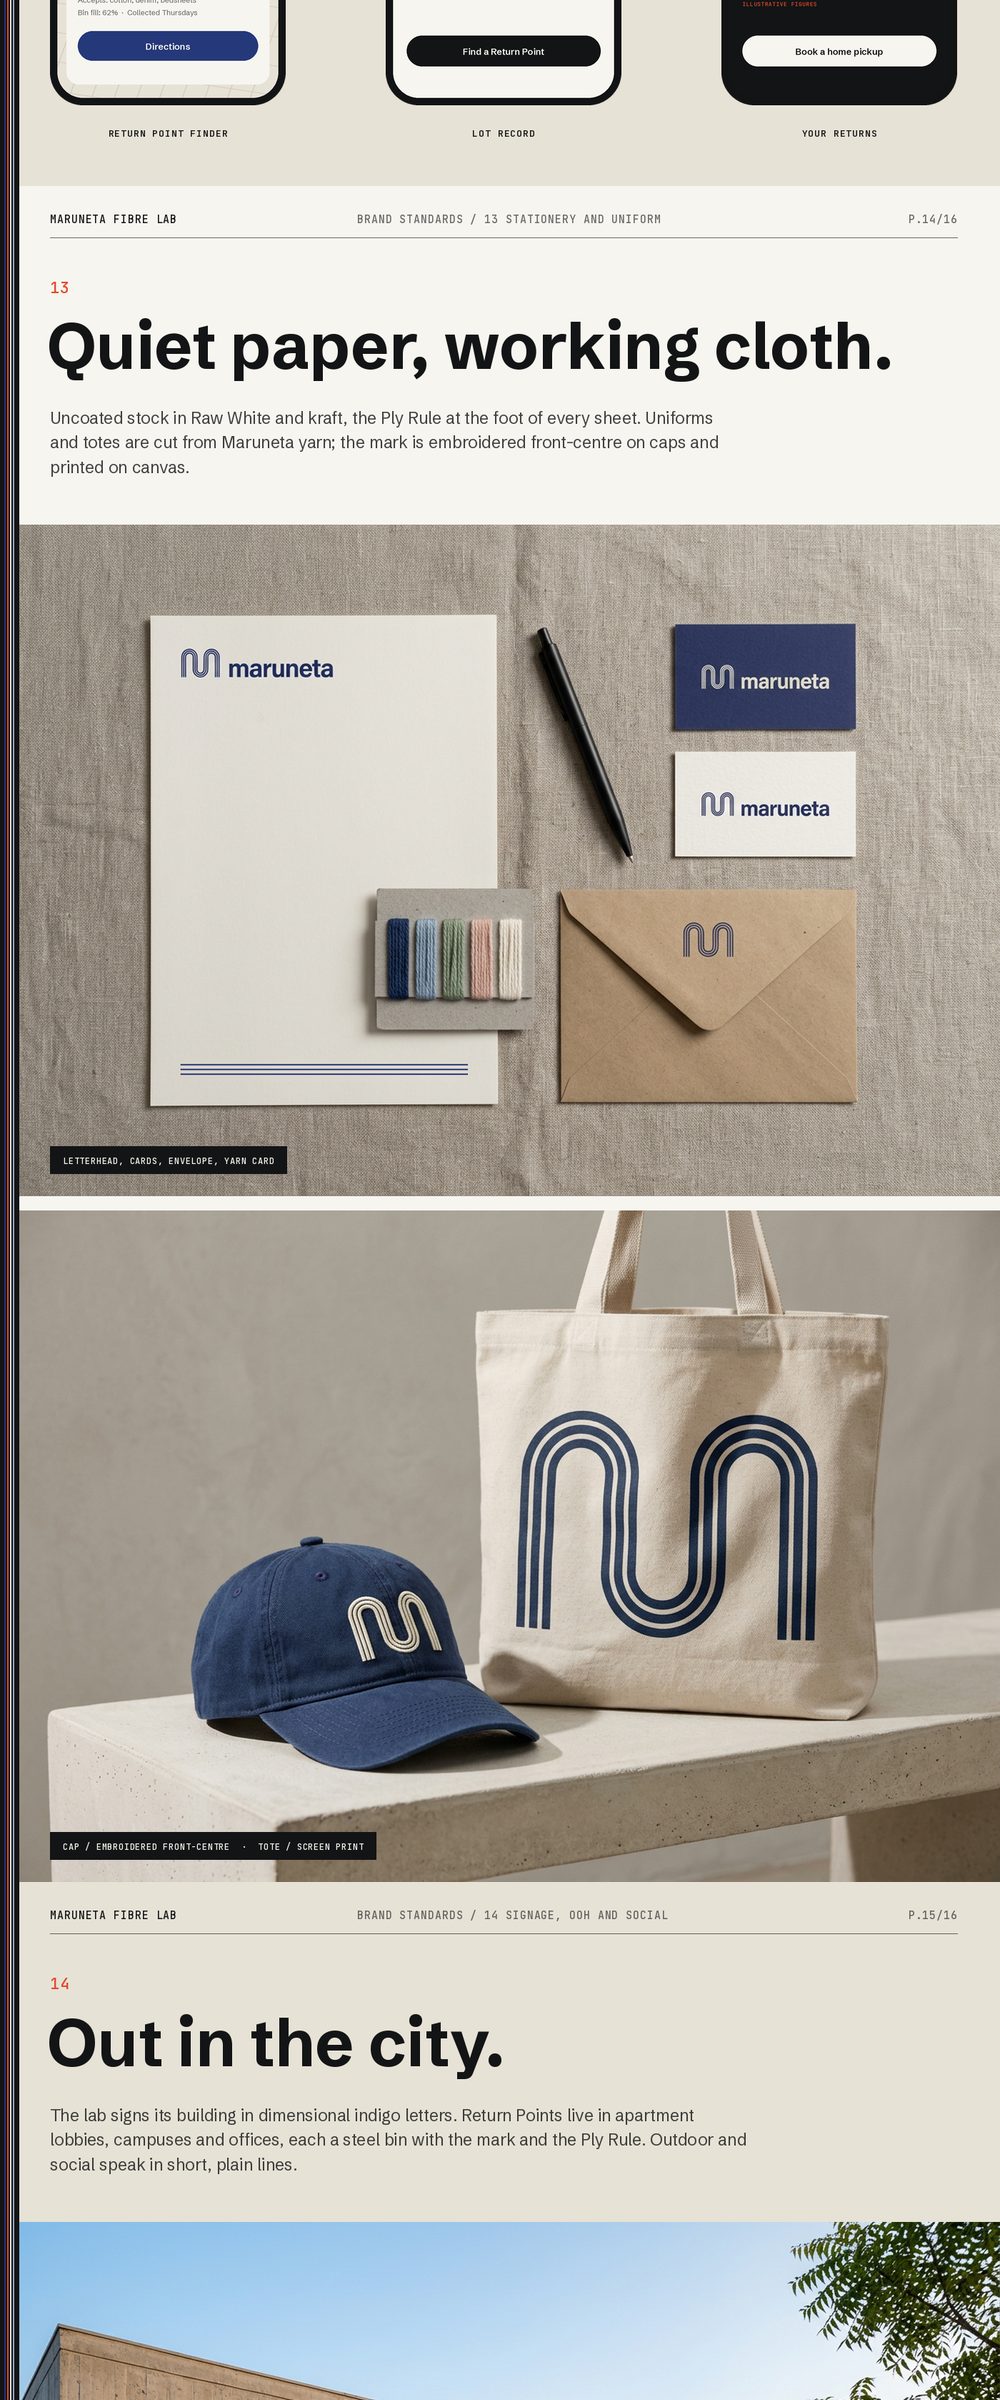 Accepts: cotton, denim, bedsheets
Bin fill: 62% · Collected Thursdays
Directions
Find a Return Point
ILLUSTRATIVE FIGURES
Book a home pickup
RETURN POINT FINDER
LOT RECORD
YOUR RETURNS
MARUNETA FIBRE LAB
BRAND STANDARDS / 13 STATIONERY AND UNIFORM
P.14/16
13
Quiet paper, working cloth.
Uncoated stock in Raw White and kraft, the Ply Rule at the foot of every sheet. Uniforms
and totes are cut from Maruneta yarn; the mark is embroidered front-centre on caps and
printed on canvas.
maruneta
maruneta
maruneta
LETTERHEAD, CARDS, ENVELOPE, YARN CARD
CAP / EMBROIDERED FRONT-CENTRE · TOTE / SCREEN PRINT
MARUNETA FIBRE LAB
BRAND STANDARDS / 14 SIGNAGE, OOH AND SOCIAL
P.15/16
14
Out in the city.
The lab signs its building in dimensional indigo letters. Return Points live in apartment
lobbies, campuses and offices, each a steel bin with the mark and the Ply Rule. Outdoor and
social speak in short, plain lines.